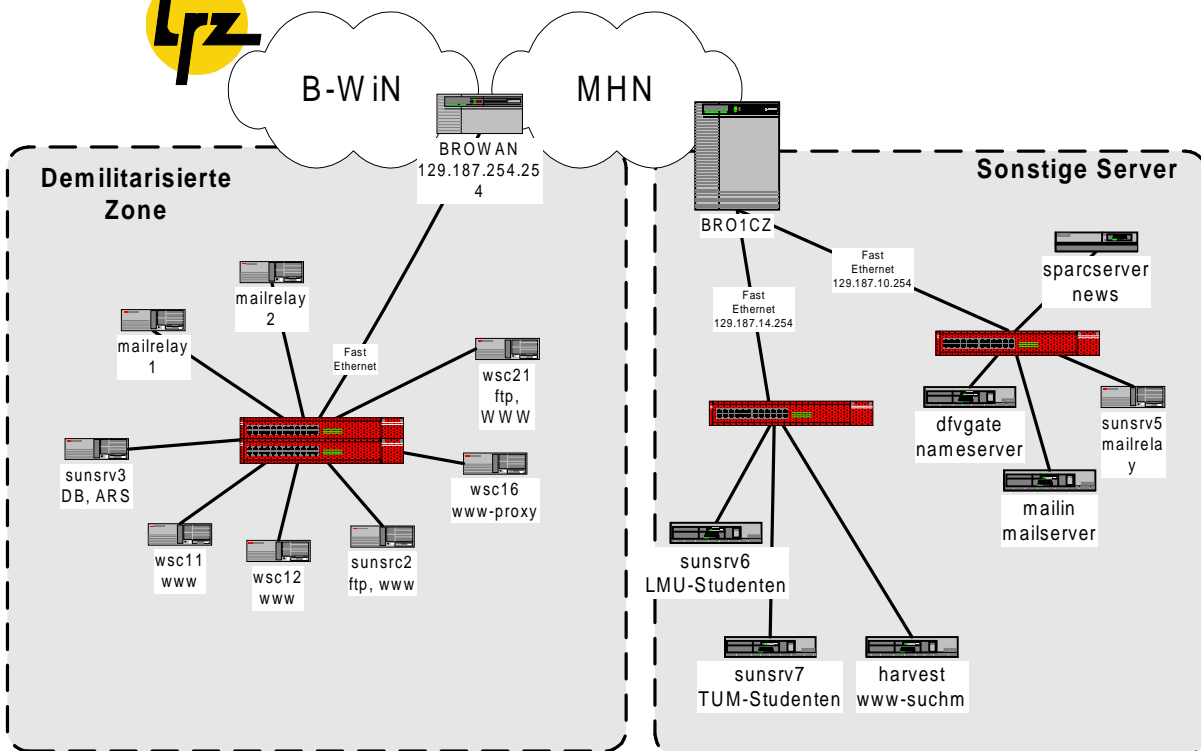 lrz
B-WiN
MHN
BROWAN
129.187.254.25
4
Demilitarisierte
Zone
mailrelay
2
mailrelay
1
Fast
Ethernet
wsc21
ftp,
WWW
sunsrv3
DB, ARS
wsc16
www-proxy
wsc11
www
wsc12
www
sunsrc2
ftp, www
Sonstige Server
BRO1CZ
Fast
Ethernet
129.187.10.254
Fast
Ethernet
129.187.14.254
sparcserver
news
dfvgate
nameserver
sunsrv5
mailrela
y
mailin
mailserver
sunsrv6
LMU-Studenten
sunsrv7
TUM-Studenten
harvest
www-suchm